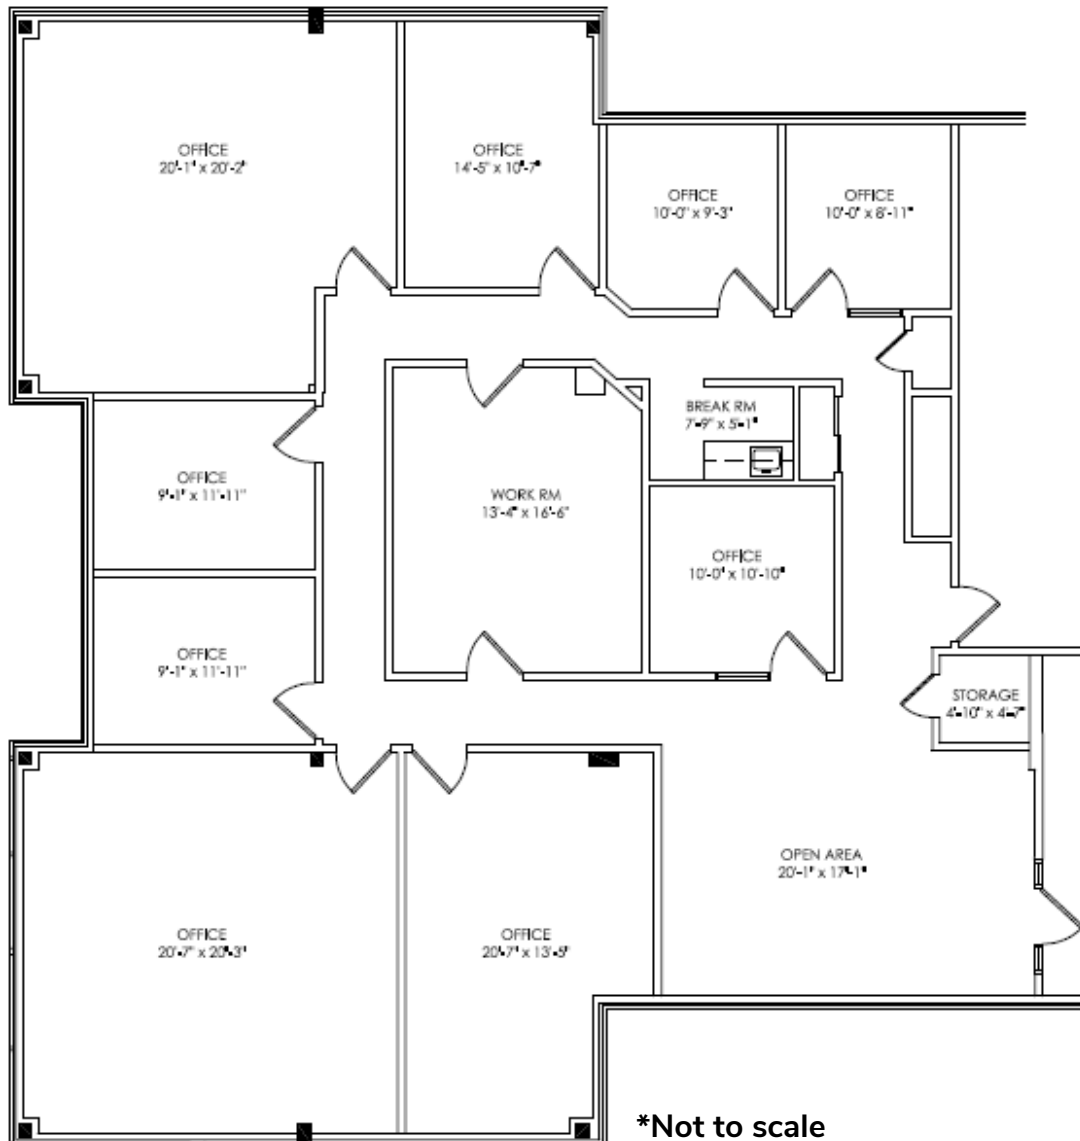 OFFICE
20'-1" x 20'-2"
OFFICE
14'-5" x 10'-7"
OFFICE
10'-0" x 9'-3"
OFFICE
10'-0" x 8'-11"
BREAK RM
7'-9" x 5'-1"
OFFICE
9'-1" x 11'-11"
WORK RM
13'-4" x 16'-6"
OFFICE
10'-0" x 10'-10"
OFFICE
9'-1" x 11'-11"
STORAGE
4'-10" x 4'-7"
OPEN AREA
20'-1" x 17'-1"
OFFICE
20'-7" x 20'-3"
OFFICE
20'-7" x 13'-5"
*Not to scale